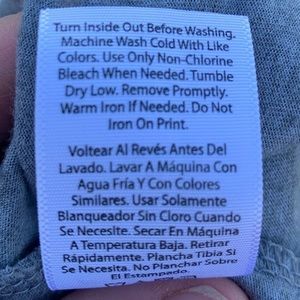 Turn Inside Out Before Washing.
Machine Wash Cold With Like
Colors. Use Only Non-Chlorine
Bleach When Needed. Tumble
Dry Low. Remove Promptly.
Warm Iron If Needed. Do Not
Iron On Print.
Voltear Al Revés Antes Del
Lavado. Lavar A Máquina Con
Agua Fría Y Con Colores
Similares. Usar Solamente
Blanqueador Sin Cloro Cuando
Se Necesite. Secar En Máquina
A Temperatura Baja. Retirar
Rápidamente. Plancha Tibia Si
Se Necesita. No Planchar Sobre
El Estampado.